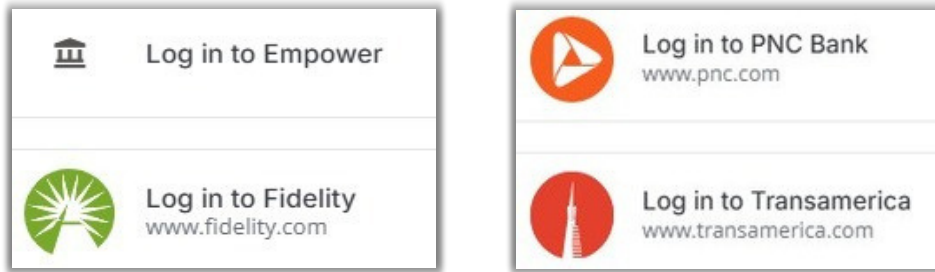 Log in to Empower
Log in to Fidelity
www.fidelity.com
Log in to PNC Bank
www.pnc.com
Log in to Transamerica
www.transamerica.com